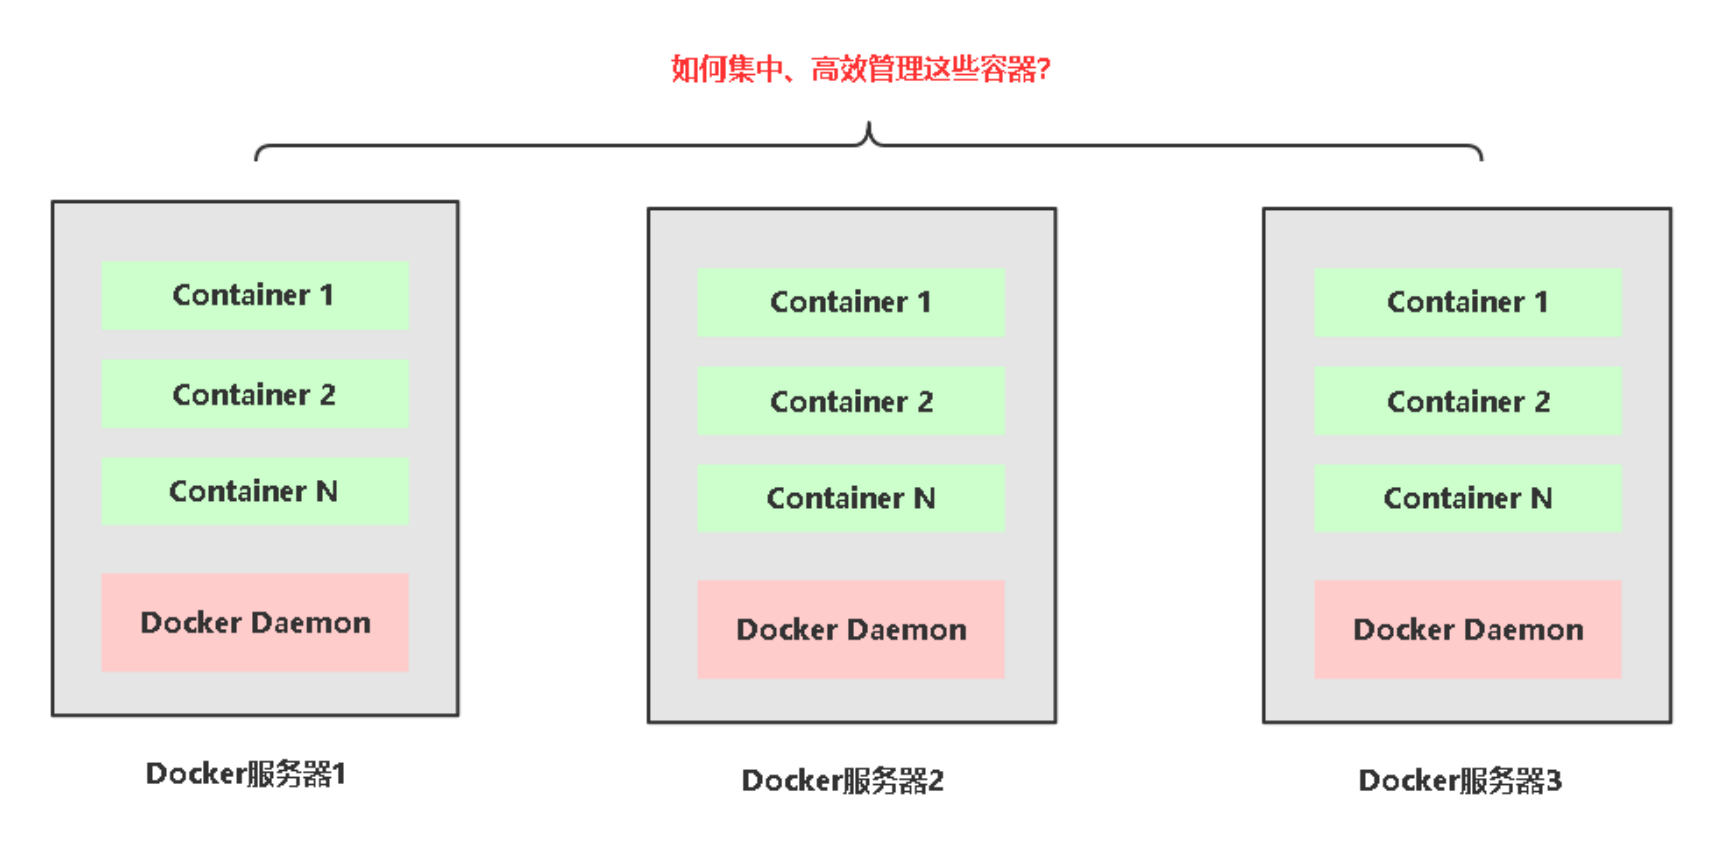 如何集中、高效管理这些容器?
Container 1
Container 2
Container N
Docker Daemon
Docker服务器1
Container 1
Container 2
Container N
Docker Daemon
Docker服务器2
Container 1
Container 2
Container N
Docker Daemon
Docker服务器3